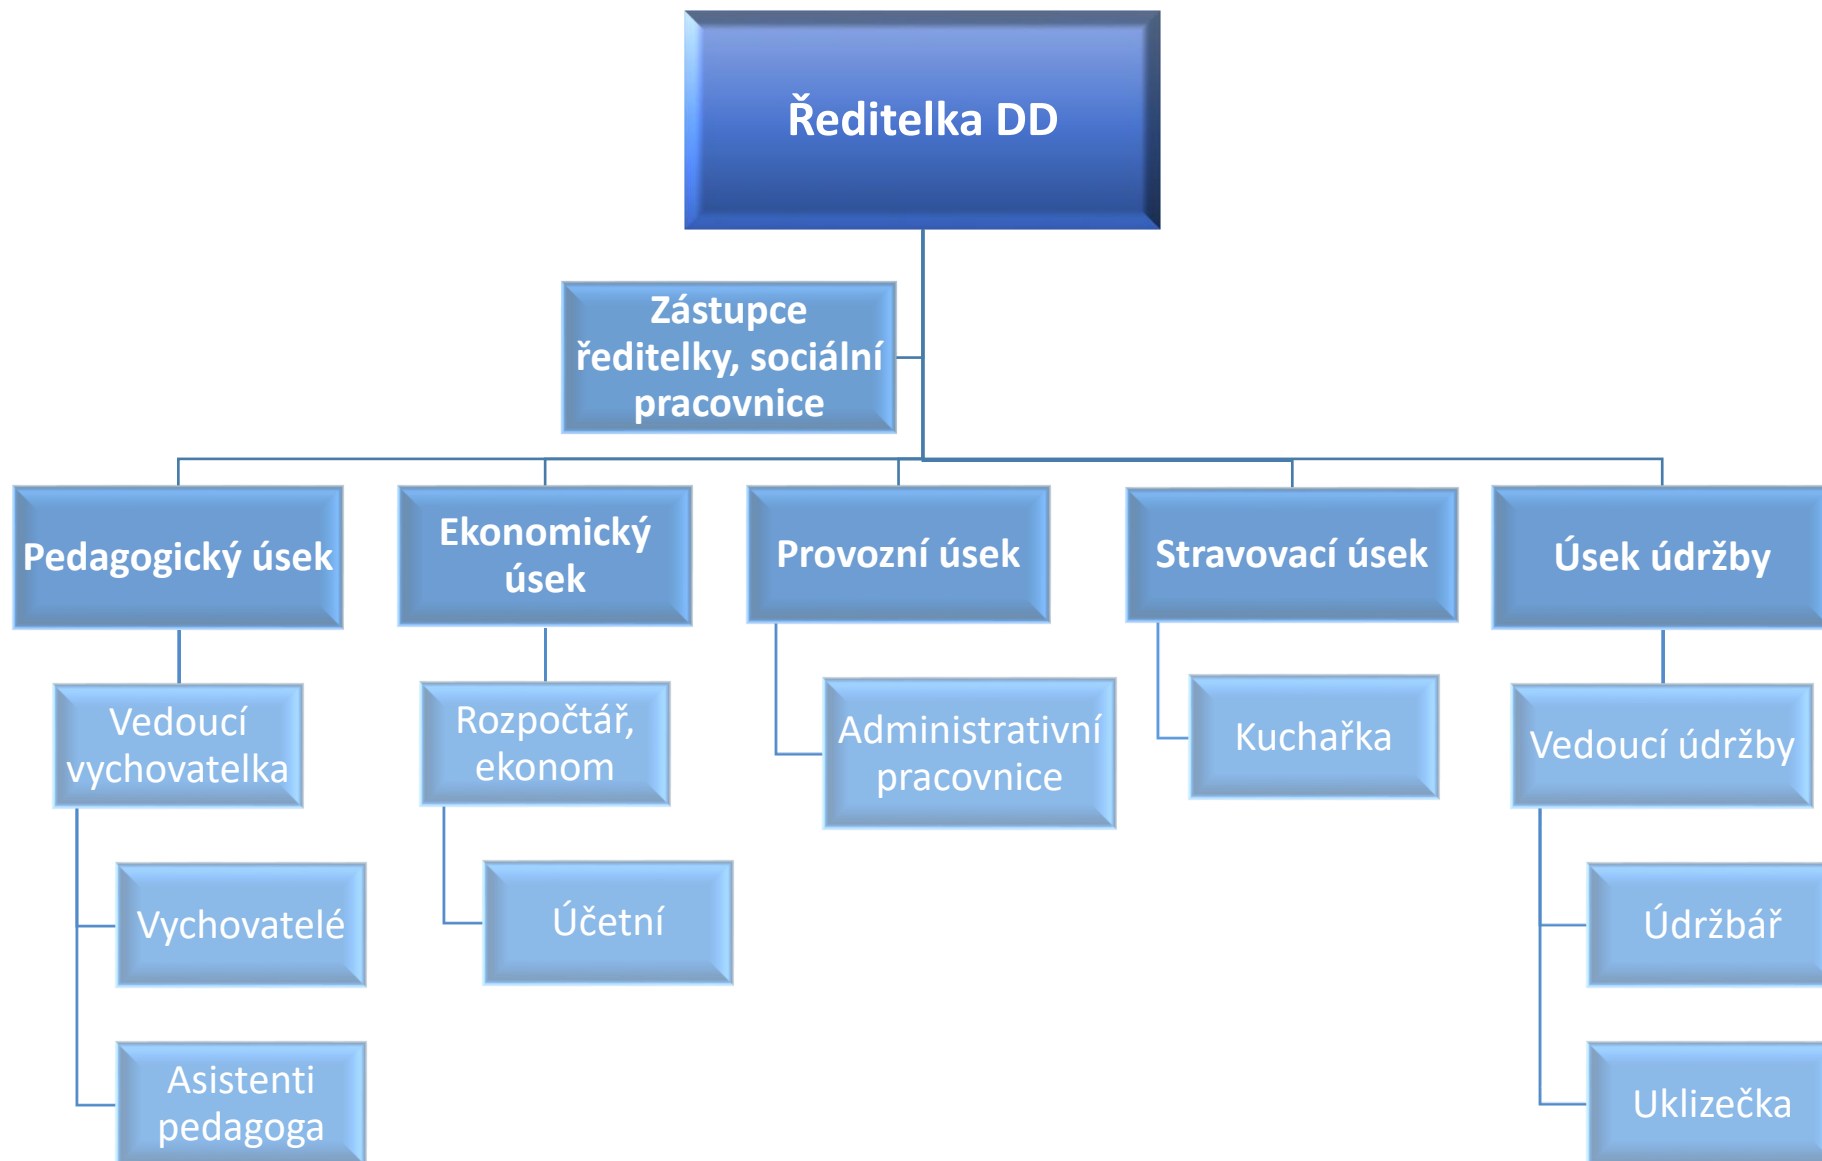 Ředitelka DD
Zástupce
ředitelky, sociální
pracovnice
Pedagogický úsek
Ekonomický
úsek
Provozní úsek
Stravovací úsek
Úsek údržby
Vedoucí
vychovatelka
Rozpočtář,
ekonom
Administrativní
pracovnice
Kuchařka
Vedoucí údržby
Vychovatelé
Účetní
Údržbář
Asistenti
pedagoga
Uklizečka